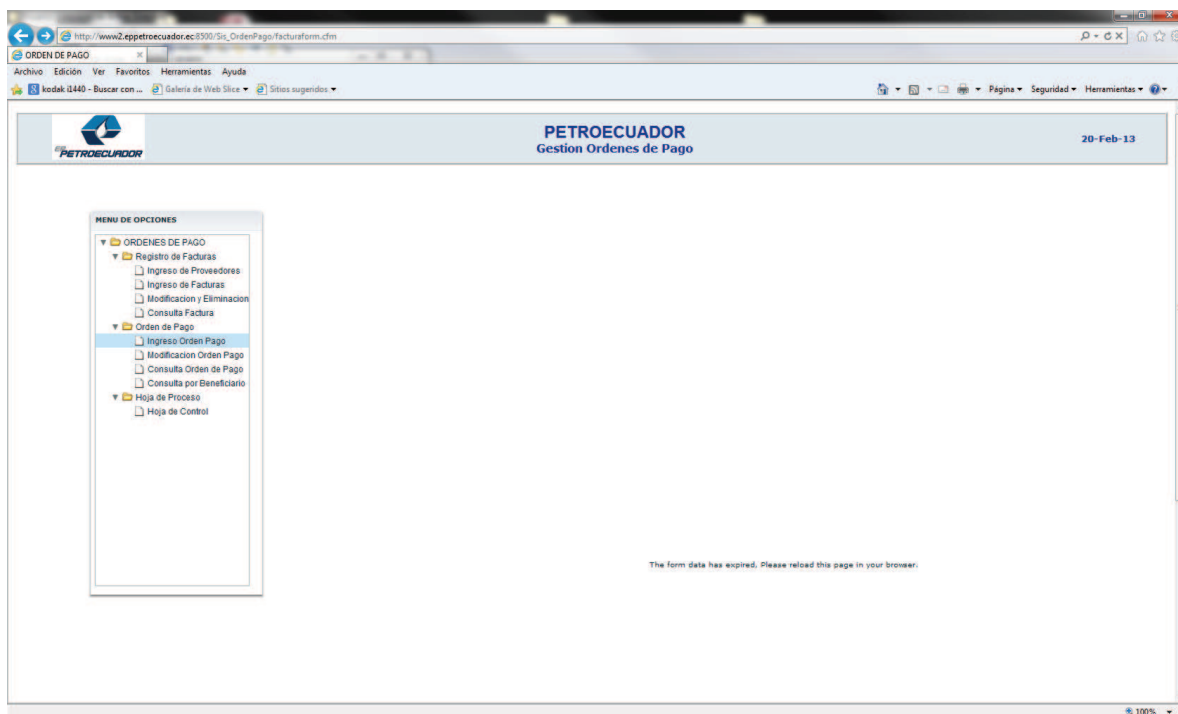 http://www2.eppetroecuador.ec:8500/Sis_OrdenPago/facturaform.cfm
ORDEN DE PAGO
Archivo Edición Ver Favoritos Herramientas Ayuda
kodak i1440 - Buscar con ... Galería de Web Slice Sitios sugeridos Página Seguridad Herramientas
EP PETROECUADOR
PETROECUADOR
Gestion Ordenes de Pago
20-Feb-13
MENU DE OPCIONES
ORDENES DE PAGO
Registro de Facturas
Ingreso de Proveedores
Ingreso de Facturas
Modificacion y Eliminacion
Consulta Factura
Orden de Pago
Ingreso Orden Pago
Modificacion Orden Pago
Consulta Orden de Pago
Consulta por Beneficiario
Hoja de Proceso
Hoja de Control
The form data has expired, Please reload this page in your browser.
100%